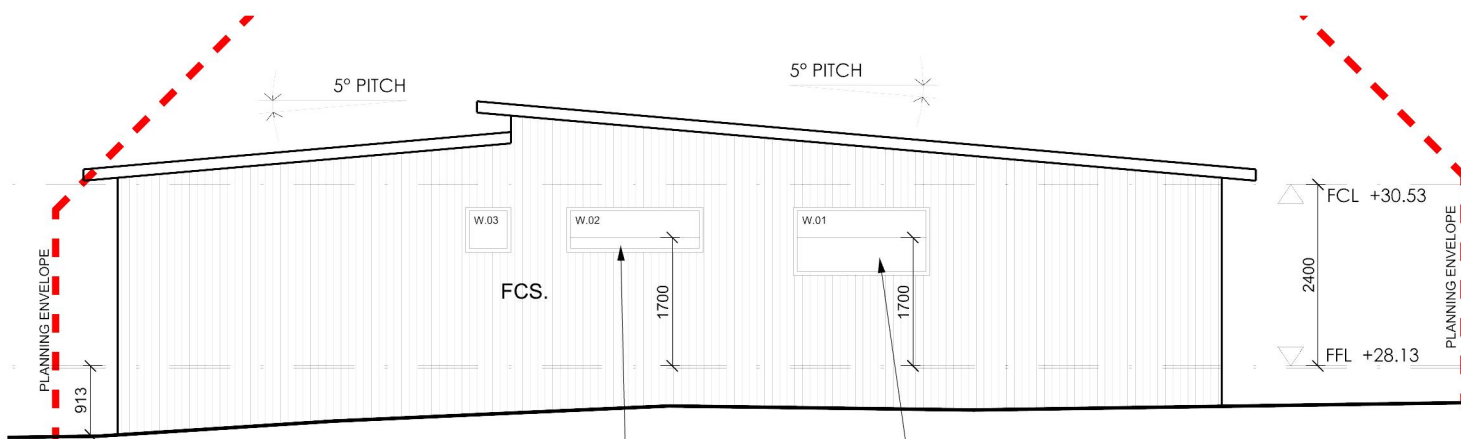 5° PITCH
5° PITCH
FCL +30.53
W.03
W.02
W.01
PLANNING ENVELOPE
FCS.
1700
1700
2400
PLANNING ENVELOPE
FFL +28.13
913